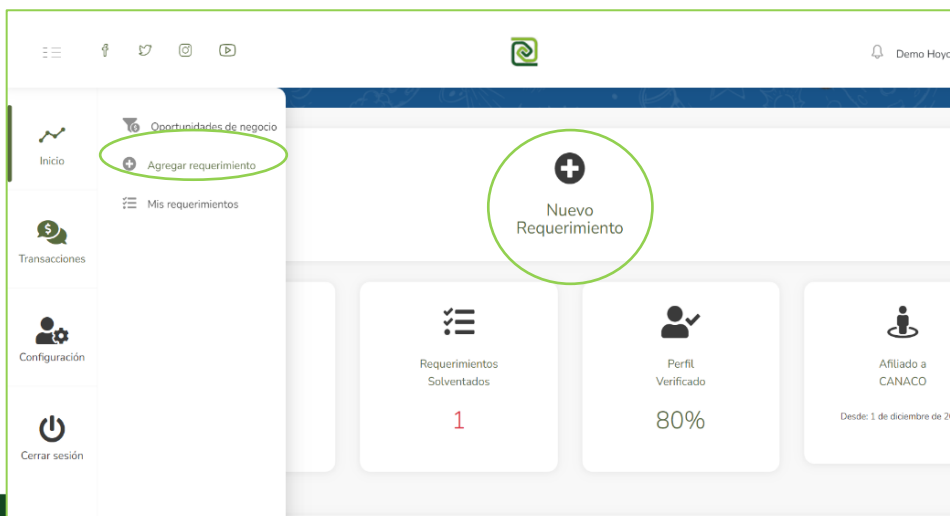 Demo Hoyo
Inicio
Transacciones
Configuración
Cerrar sesión
Oportunidades de negocio
Agregar requerimiento
Mis requerimientos
Nuevo
Requerimiento
Requerimientos
Solventados
1
Perfil
Verificado
80%
Afiliado a
CANACO
Desde: 1 de diciembre de 2